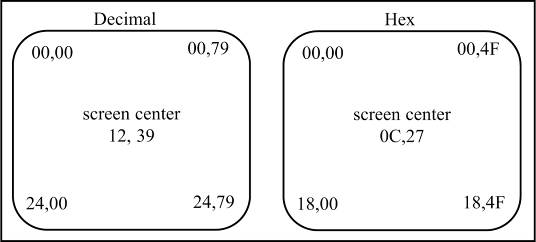 Decimal
00,00 00,79
screen center
12, 39
24,00 24,79
Hex
00,00 00,4F
screen center
0C,27
18,00 18,4F